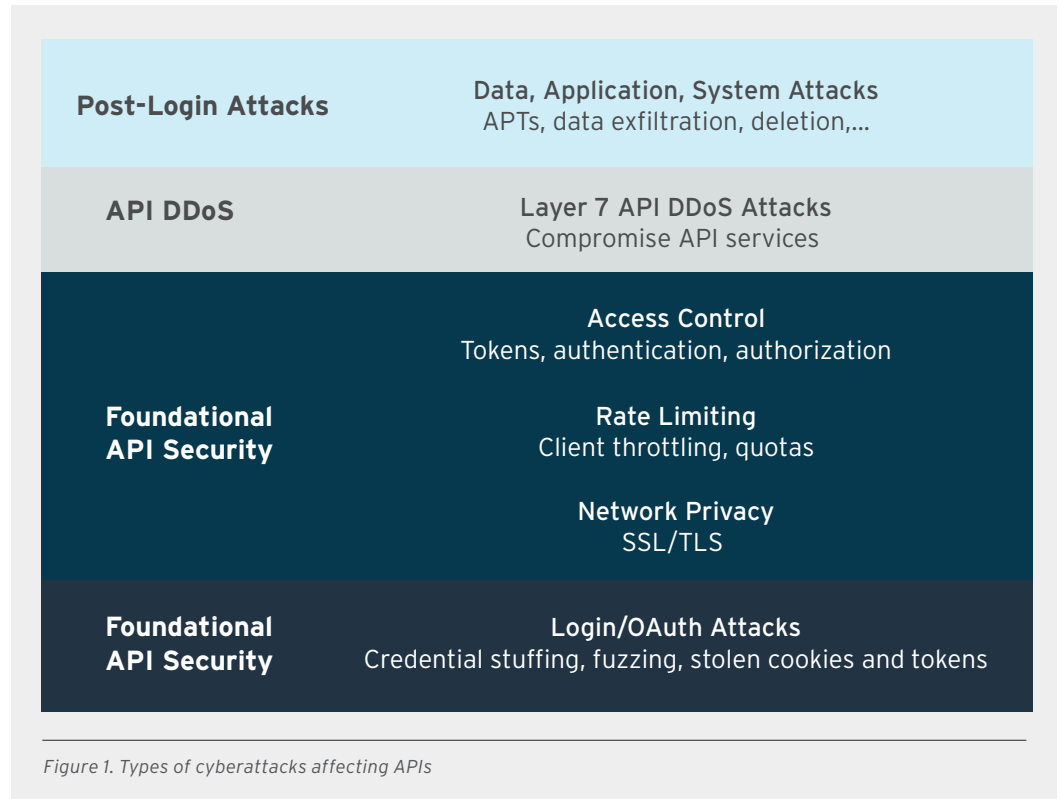 Post-Login Attacks
Data, Application, System Attacks
APTs, data exfiltration, deletion,...
API DDoS
Layer 7 API DDoS Attacks
Compromise API services
Foundational
API Security
Access Control
Tokens, authentication, authorization
Rate Limiting
Client throttling, quotas
Network Privacy
SSL/TLS
Foundational
API Security
Login/OAuth Attacks
Credential stuffing, fuzzing, stolen cookies and tokens
Figure 1. Types of cyberattacks affecting APIs